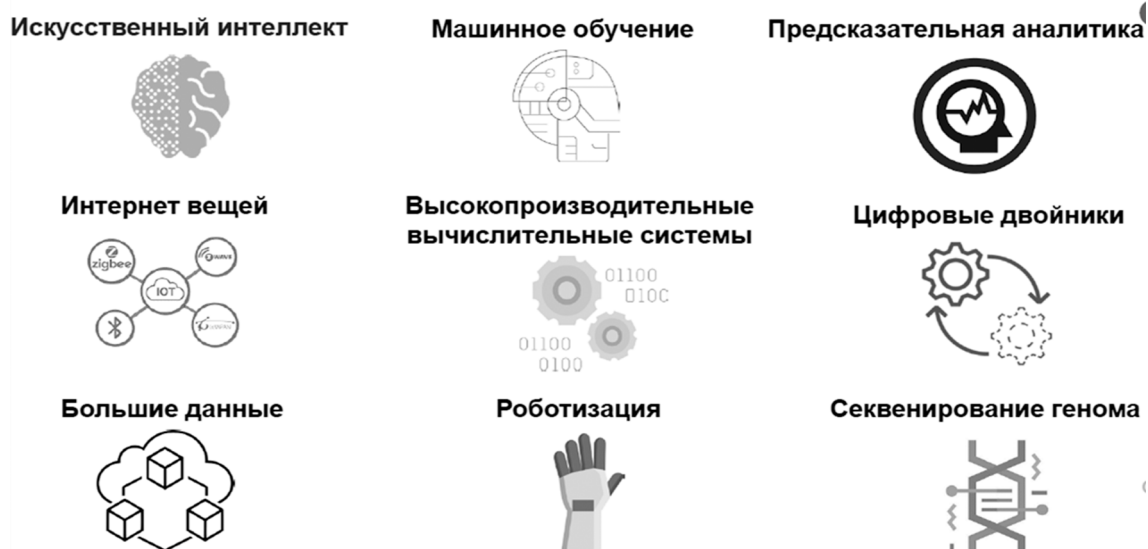 Искусственный интеллект
Машинное обучение
Предсказательная аналитика
Интернет вещей
zigbee
WAVE
IOT
Высокопроизводительные
вычислительные системы
01100
010C
01100
0100
Цифровые двойники
Большие данные
Роботизация
Секвенирование генома